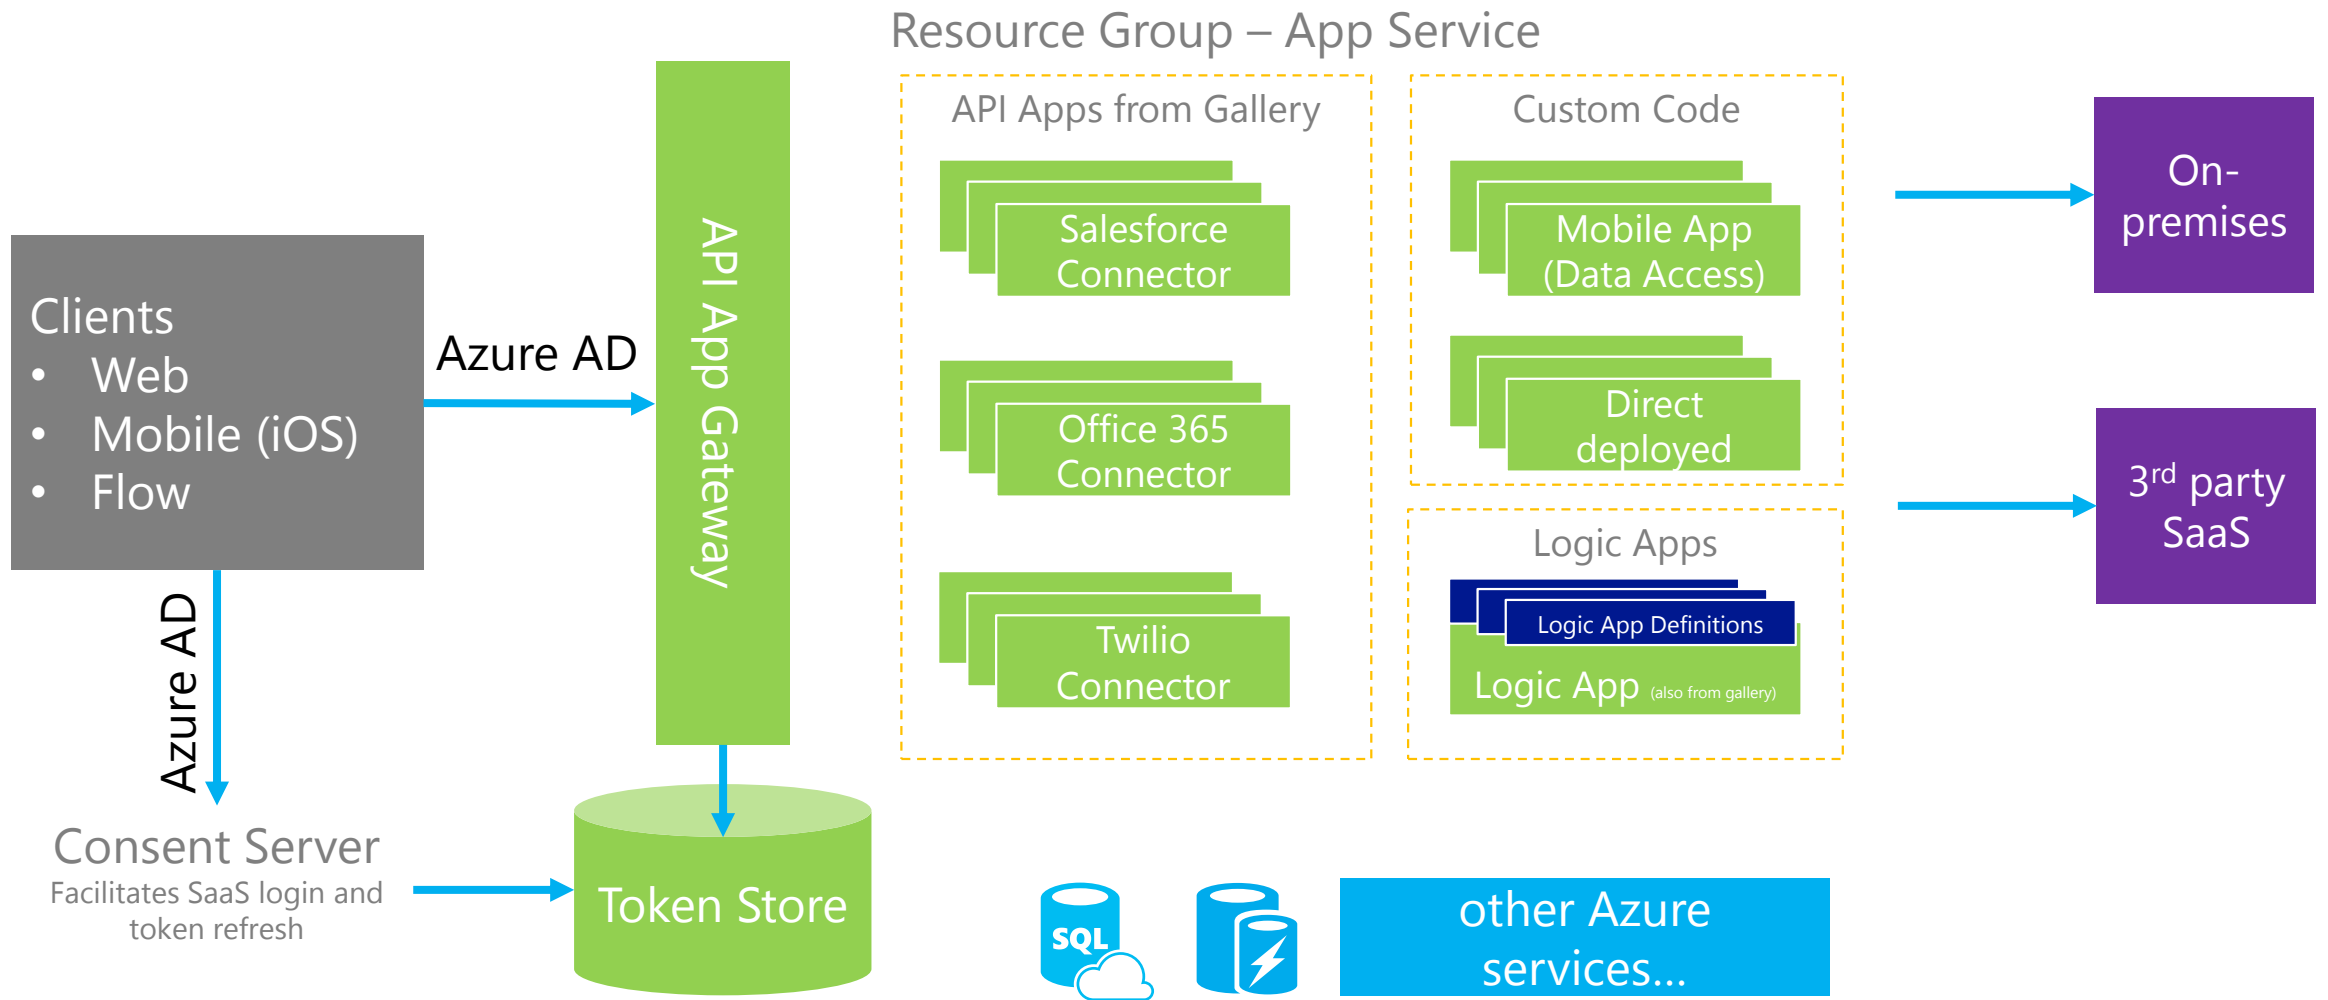 Resource Group – App Service
Clients
• Web
• Mobile (iOS)
• Flow
Azure AD
Azure AD
API App Gateway
Consent Server
Facilitates SaaS login and
token refresh
Token Store
API Apps from Gallery
Salesforce
Connector
Office 365
Connector
Twilio
Connector
Custom Code
Mobile App
(Data Access)
Direct
deployed
Logic Apps
Logic App Definitions
Logic App (also from gallery)
On-
premises
3rd party
SaaS
SQL
other Azure
services...